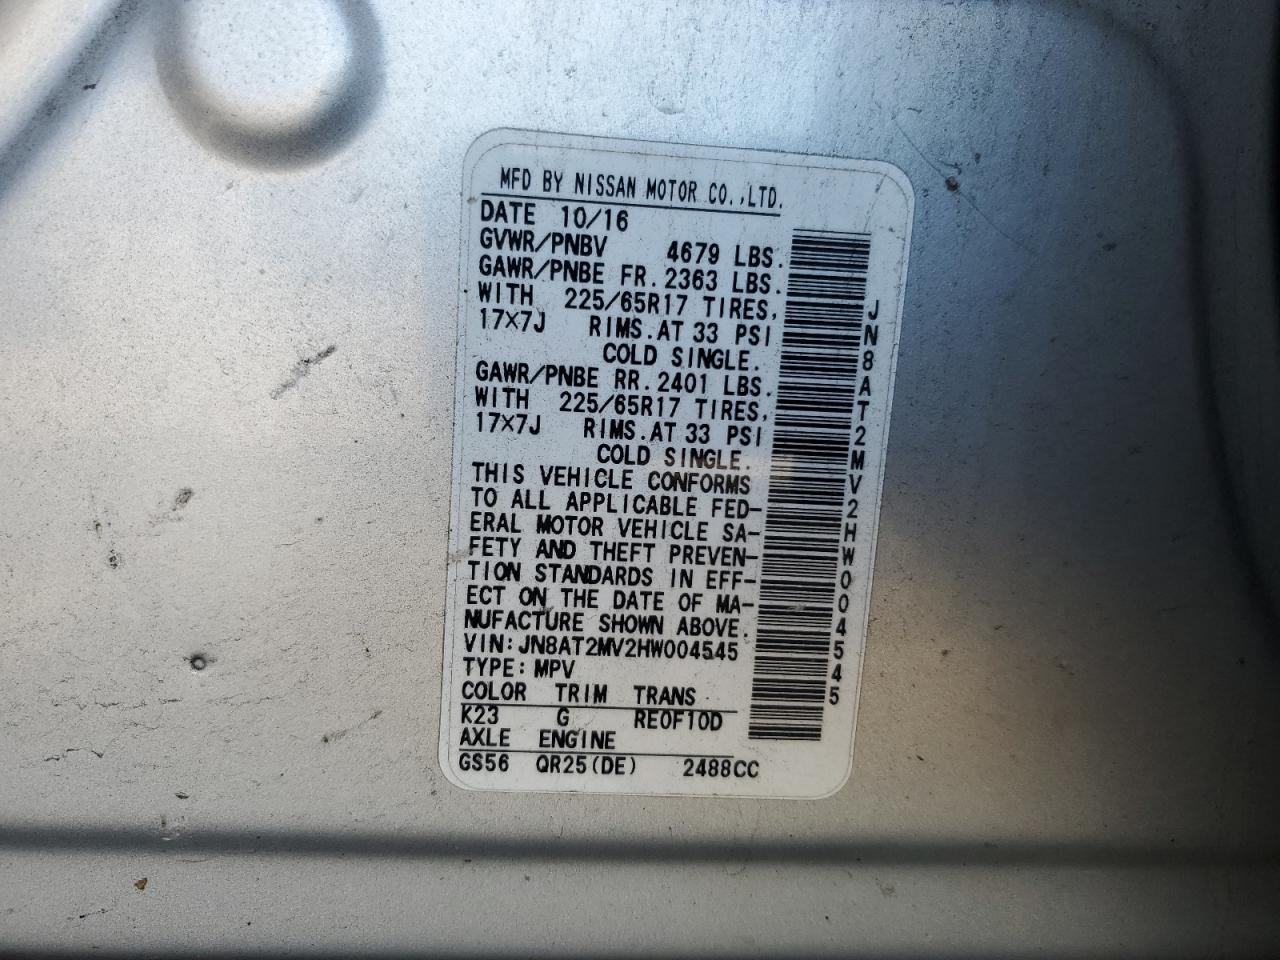 MFD BY NISSAN MOTOR CO.,LTD.
DATE 10/16
GVWR/PNBV 4679 LBS.
GAWR/PNBE FR. 2363 LBS.
WITH 225/65R17 TIRES,
17X7J RIMS.AT 33 PSI
COLD SINGLE.
GAWR/PNBE RR. 2401 LBS.
WITH 225/65R17 TIRES,
17X7J RIMS.AT 33 PSI
COLD SINGLE.
THIS VEHICLE CONFORMS
TO ALL APPLICABLE FED-
ERAL MOTOR VEHICLE SA-
FETY AND THEFT PREVEN-
TION STANDARDS IN EFF-
ECT ON THE DATE OF MA-
NUFACTURE SHOWN ABOVE.
VIN:JN8AT2MV2HW004545
TYPE:MPV
COLOR TRIM TRANS
K23 G RE0F10D
AXLE ENGINE
GS56 QR25(DE) 2488CC
JN8AT2MV2HW004545